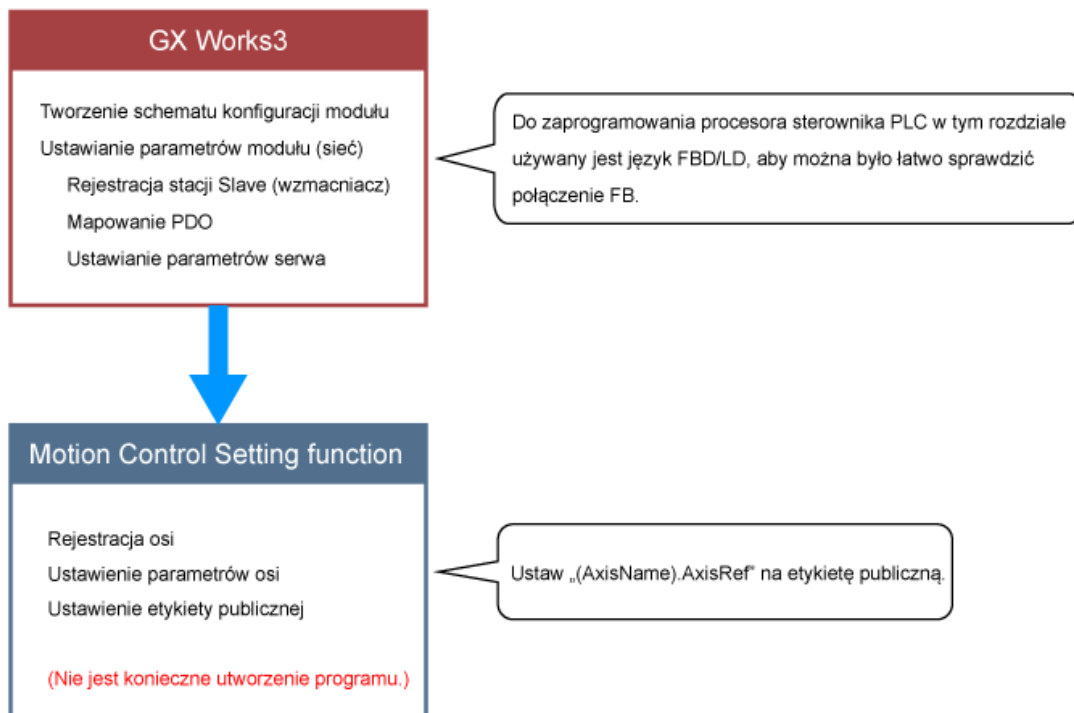 GX Works3
Tworzenie schematu konfiguracji modułu
Ustawianie parametrów modułu (sieć)
Rejestracja stacji Slave (wzmacniacz)
Mapowanie PDO
Ustawianie parametrów serwa
Do zaprogramowania procesora sterownika PLC w tym rozdziale
używany jest język FBD/LD, aby można było łatwo sprawdzić
połączenie FB.
Motion Control Setting function
Rejestracja osi
Ustawienie parametrów osi
Ustawienie etykiety publicznej
(Nie jest konieczne utworzenie programu.)
Ustaw „(AxisName).AxisRef” na etykietę publiczną.